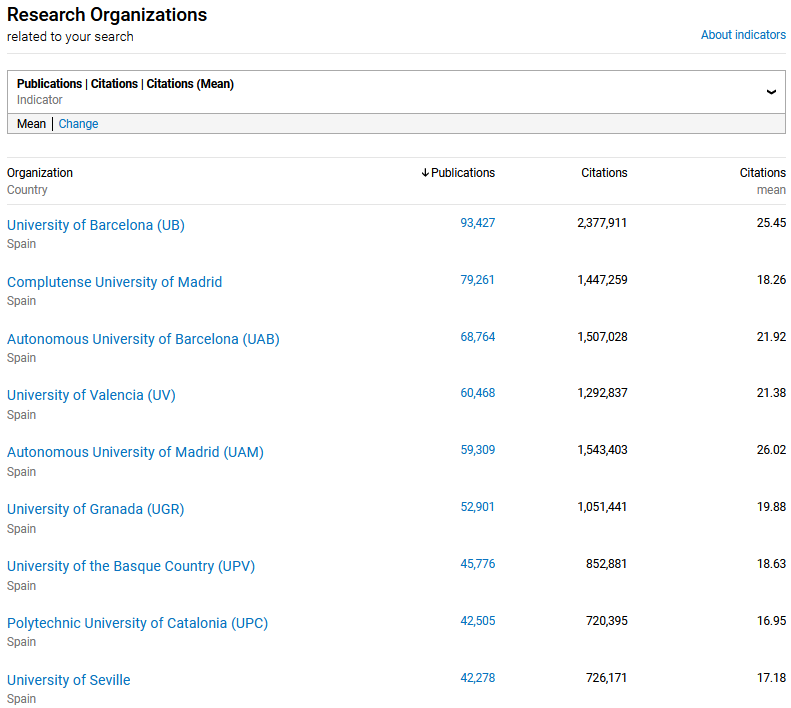 Research Organizations
related to your search
About indicators
Publications | Citations | Citations (Mean)
Indicator
Mean | Change
Organization ↓Publications Citations Citations
Country mean
University of Barcelona (UB) 93,427 2,377,911 25.45
Spain
Complutense University of Madrid 79,261 1,447,259 18.26
Spain
Autonomous University of Barcelona (UAB) 68,764 1,507,028 21.92
Spain
University of Valencia (UV) 60,468 1,292,837 21.38
Spain
Autonomous University of Madrid (UAM) 59,309 1,543,403 26.02
Spain
University of Granada (UGR) 52,901 1,051,441 19.88
Spain
University of the Basque Country (UPV) 45,776 852,881 18.63
Spain
Polytechnic University of Catalonia (UPC) 42,505 720,395 16.95
Spain
University of Seville 42,278 726,171 17.18
Spain